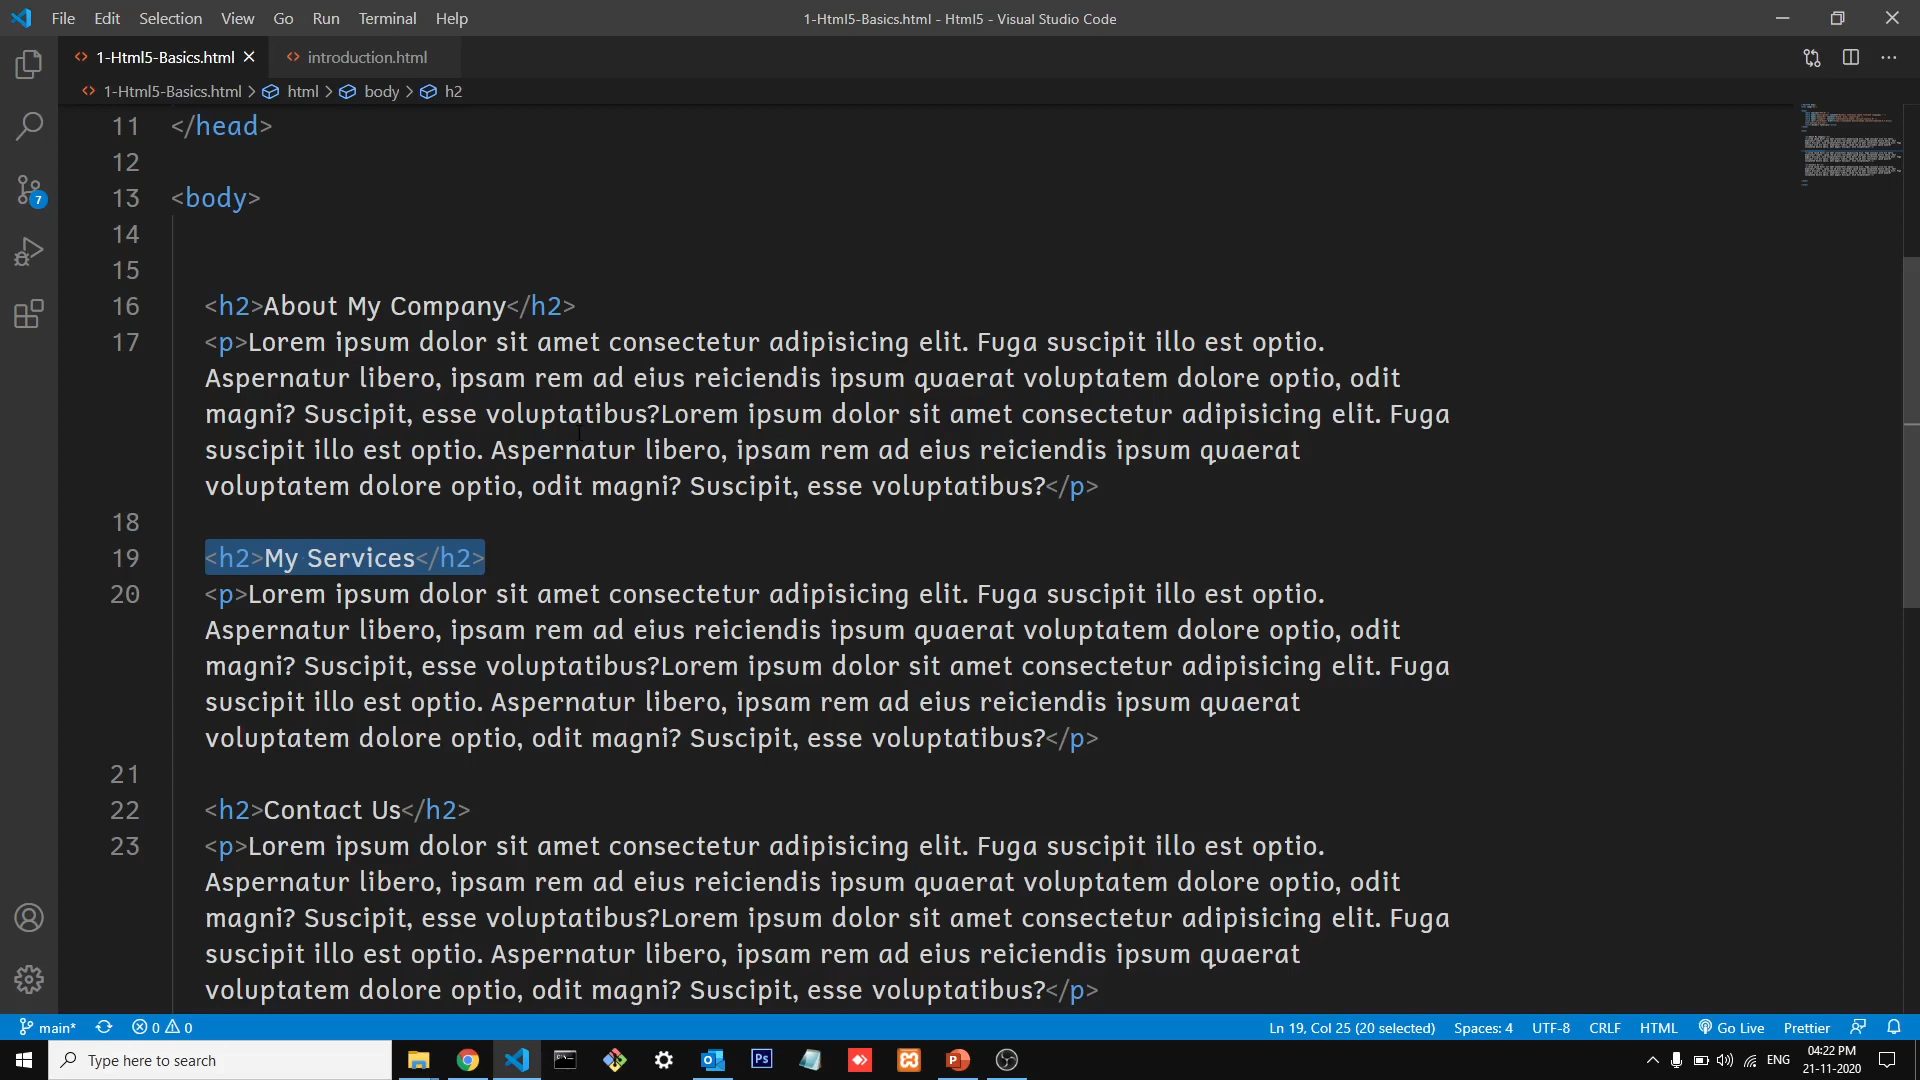 File Edit Selection View Go Run Terminal Help 1-Html5-Basics.html - Html5 - Visual Studio Code
1-Html5-Basics.html introduction.html
1-Html5-Basics.html > html > body > h2
11 </head>
12
13 <body>
14
15
16 <h2>About My Company</h2>
17 <p>Lorem ipsum dolor sit amet consectetur adipisicing elit. Fuga suscipit illo est optio.
Aspernatur libero, ipsam rem ad eius reiciendis ipsum quaerat voluptatem dolore optio, odit
magni? Suscipit, esse voluptatibus?Lorem ipsum dolor sit amet consectetur adipisicing elit. Fuga
suscipit illo est optio. Aspernatur libero, ipsam rem ad eius reiciendis ipsum quaerat
voluptatem dolore optio, odit magni? Suscipit, esse voluptatibus?</p>
18
19 <h2>My Services</h2>
20 <p>Lorem ipsum dolor sit amet consectetur adipisicing elit. Fuga suscipit illo est optio.
Aspernatur libero, ipsam rem ad eius reiciendis ipsum quaerat voluptatem dolore optio, odit
magni? Suscipit, esse voluptatibus?Lorem ipsum dolor sit amet consectetur adipisicing elit. Fuga
suscipit illo est optio. Aspernatur libero, ipsam rem ad eius reiciendis ipsum quaerat
voluptatem dolore optio, odit magni? Suscipit, esse voluptatibus?</p>
21
22 <h2>Contact Us</h2>
23 <p>Lorem ipsum dolor sit amet consectetur adipisicing elit. Fuga suscipit illo est optio.
Aspernatur libero, ipsam rem ad eius reiciendis ipsum quaerat voluptatem dolore optio, odit
magni? Suscipit, esse voluptatibus?Lorem ipsum dolor sit amet consectetur adipisicing elit. Fuga
suscipit illo est optio. Aspernatur libero, ipsam rem ad eius reiciendis ipsum quaerat
voluptatem dolore optio, odit magni? Suscipit, esse voluptatibus?</p>
7
main* 0 0 Ln 19, Col 25 (20 selected) Spaces: 4 UTF-8 CRLF HTML Go Live Prettier
Type here to search Ps ENG 04:22 PM
21-11-2020